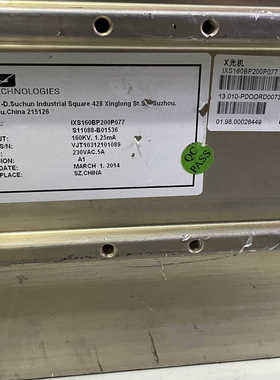 TECHNOLOGIES
-D,Suchun Industrial Square 428 Xinglong St.S Suzhou,
China 215126
IXS160BP200P077
S11088-B01536
160KV, 1.25mA
VJT10312101089
230VAC,5A
A1
MARCH 1, 2014
SZ,CHINA
QC
PASS
X光机
IXS160BP200P077
13.010-PDOORD0072
01.98.00026449